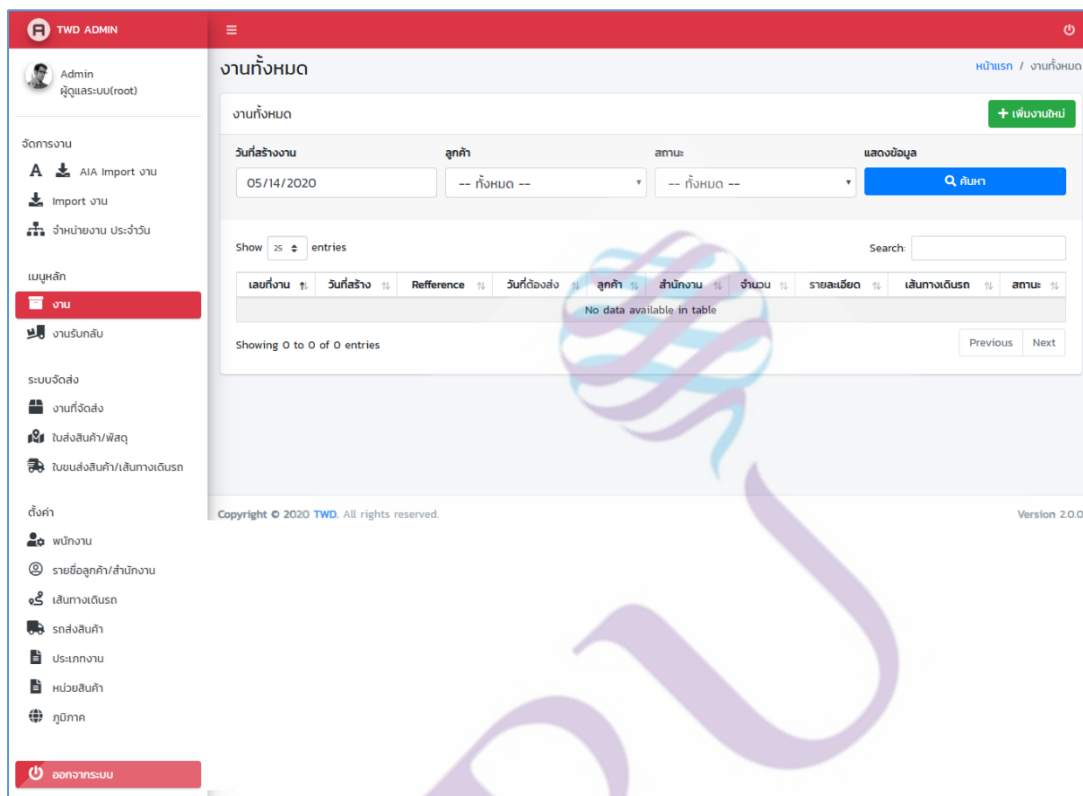 TWD ADMIN
Admin
ผู้ดูแลระบบ(root)
จัดการงาน
AIA Import งาน
Import งาน
จำหน่ายงาน ประจำวัน
เมนูหลัก
งาน
งานรับกลับ
ระบบจัดส่ง
งานที่จัดส่ง
ใบส่งสินค้า/พัสดุ
ใบขนส่งสินค้า/เส้นทางเดินรถ
ตั้งค่า
พนักงาน
รายชื่อลูกค้า/สำนักงาน
เส้นทางเดินรถ
รถส่งสินค้า
ประเภทงาน
หน่วยสินค้า
ภูมิภาค
ออกจากระบบ
งานทั้งหมด
หน้าแรก / งานทั้งหมด
งานทั้งหมด
+ เพิ่มงานใหม่
วันที่สร้างงาน ลูกค้า สถานะ แสดงข้อมูล
05/14/2020 -- ทั้งหมด -- -- ทั้งหมด -- ค้นหา
Show 25 entries Search:
เลขที่งาน วันที่สร้าง Refference วันที่ต้องส่ง ลูกค้า สำนักงาน จำนวน รายละเอียด เส้นทางเดินรถ สถานะ
No data available in table
Showing 0 to 0 of 0 entries Previous Next
Copyright © 2020 TWD. All rights reserved. Version 2.0.0
PU